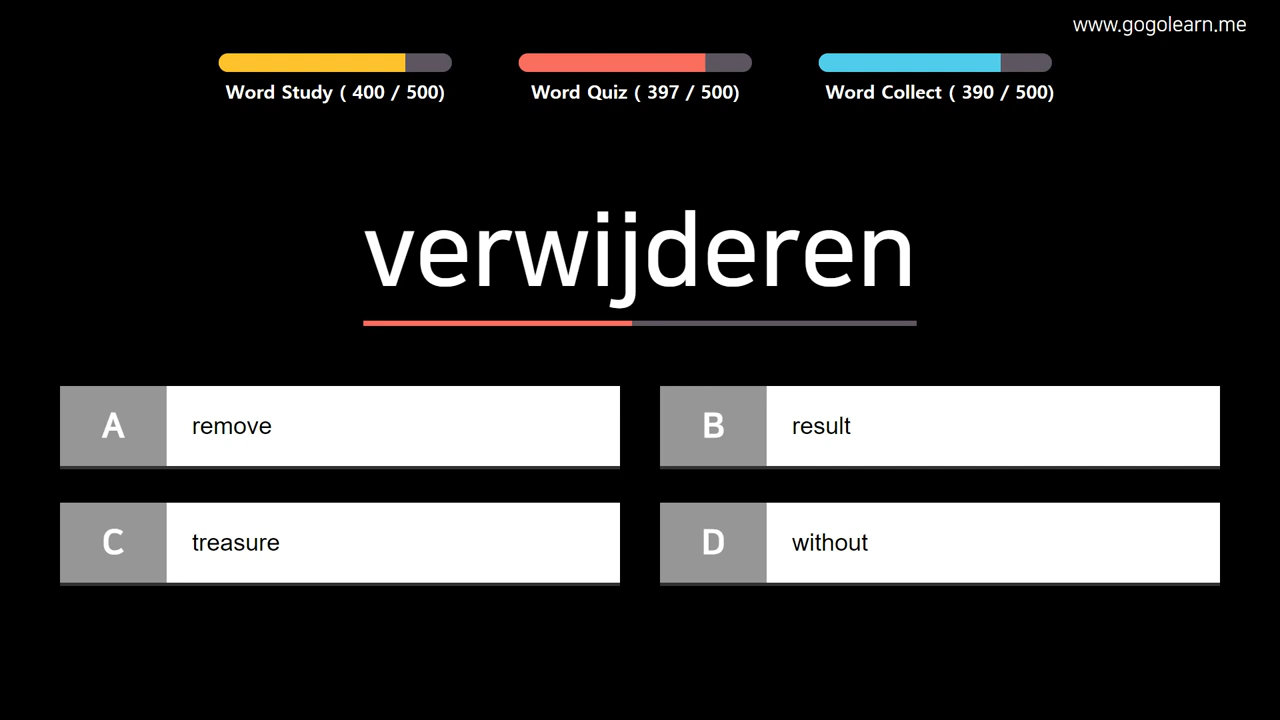 www.gogolearn.me
Word Study ( 400 / 500)
Word Quiz ( 397 / 500)
Word Collect ( 390 / 500)
verwijderen
A remove
B result
C treasure
D without